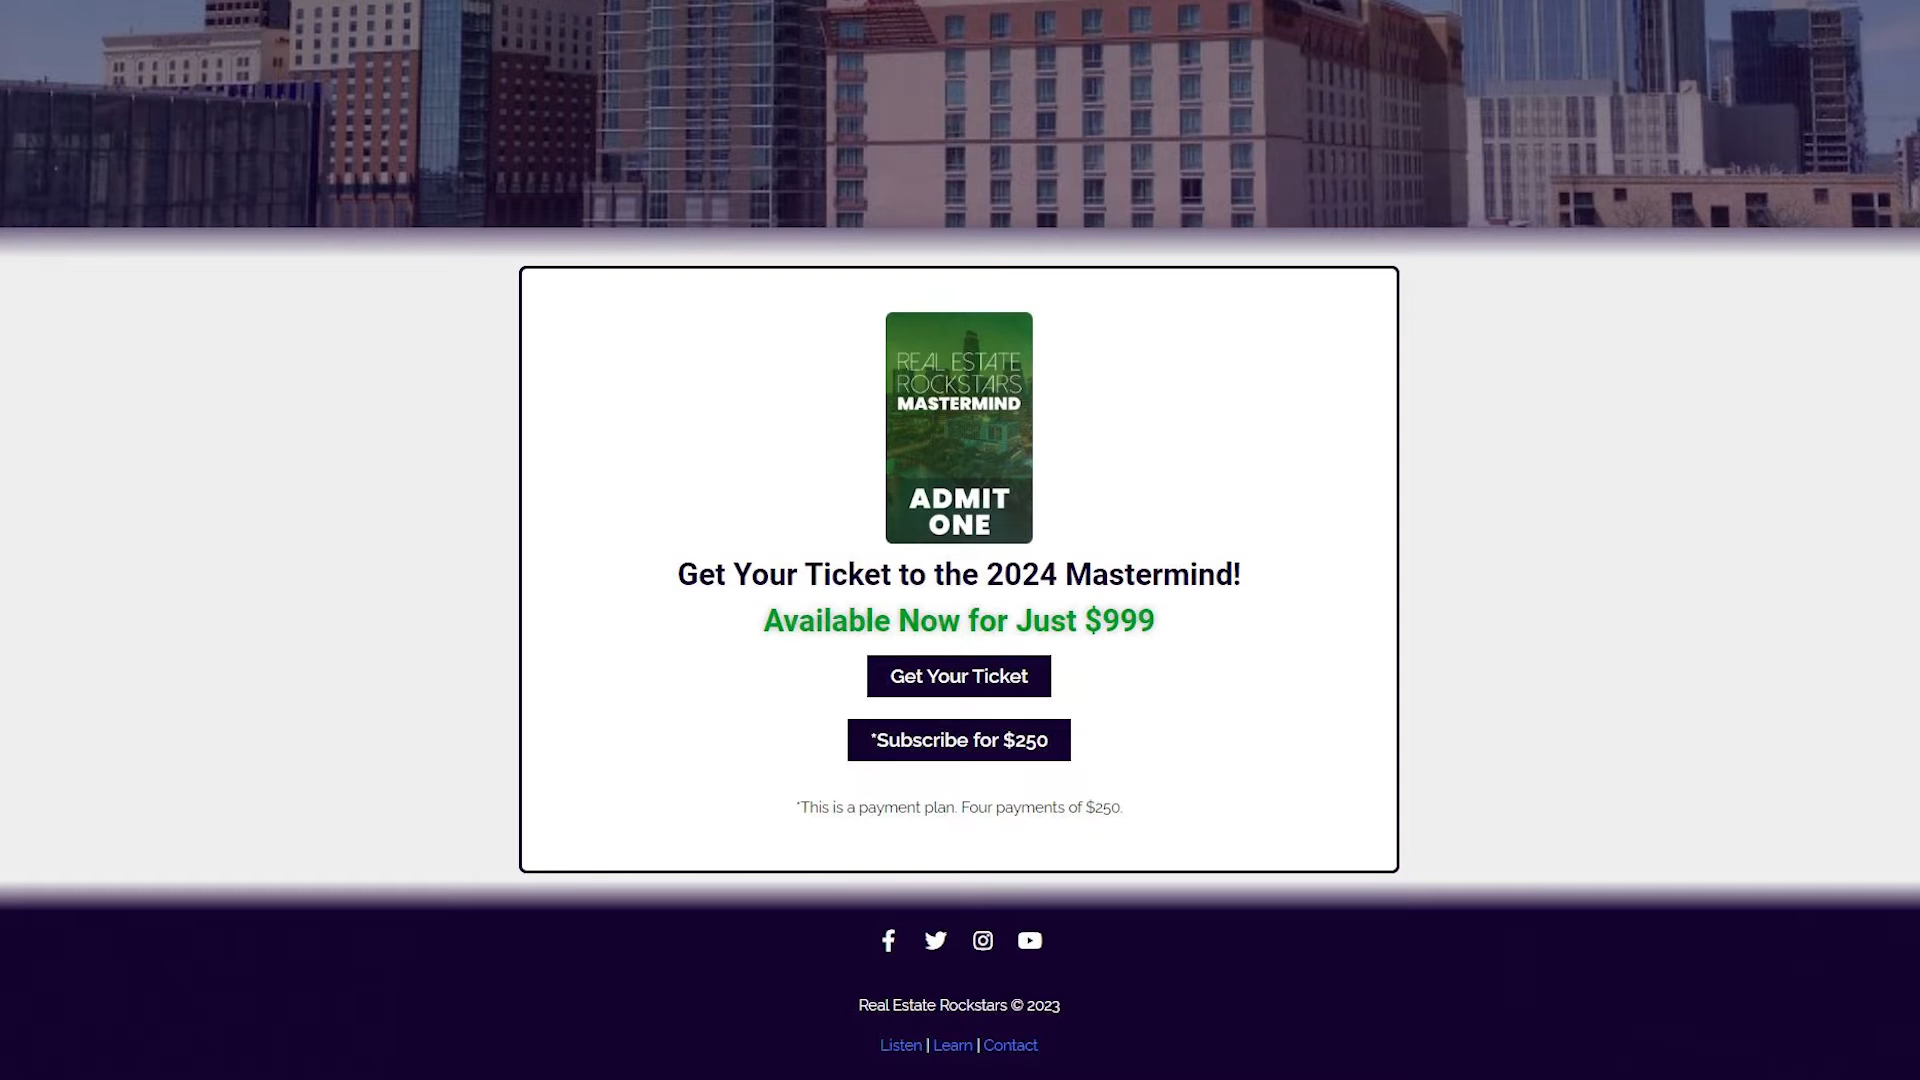 REAL ESTATE
ROCKSTARS
MASTERMIND
ADMIT
ONE
Get Your Ticket to the 2024 Mastermind!
Available Now for Just $999
Get Your Ticket
*Subscribe for $250
*This is a payment plan. Four payments of $250.
Real Estate Rockstars © 2023
Listen | Learn | Contact